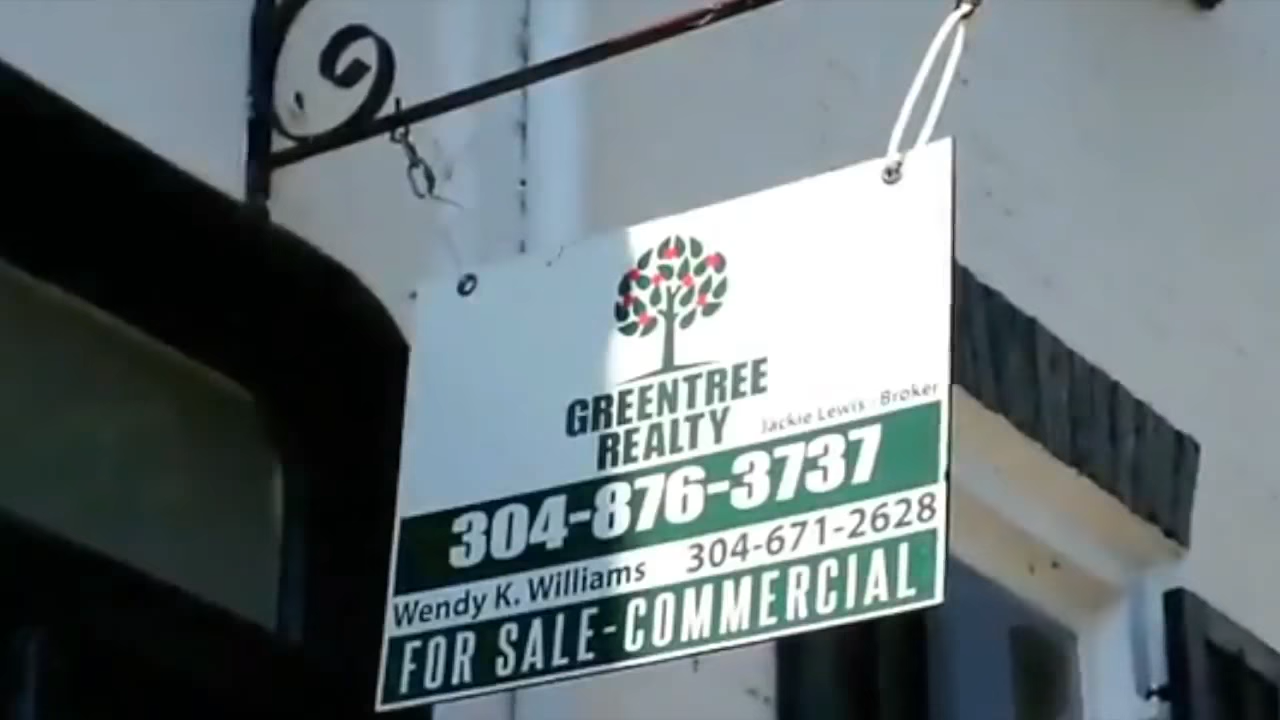 GREENTREE
REALTY
Jackie Lewis - Broker
304-876-3737
Wendy K. Williams 304-671-2628
FOR SALE-COMMERCIAL